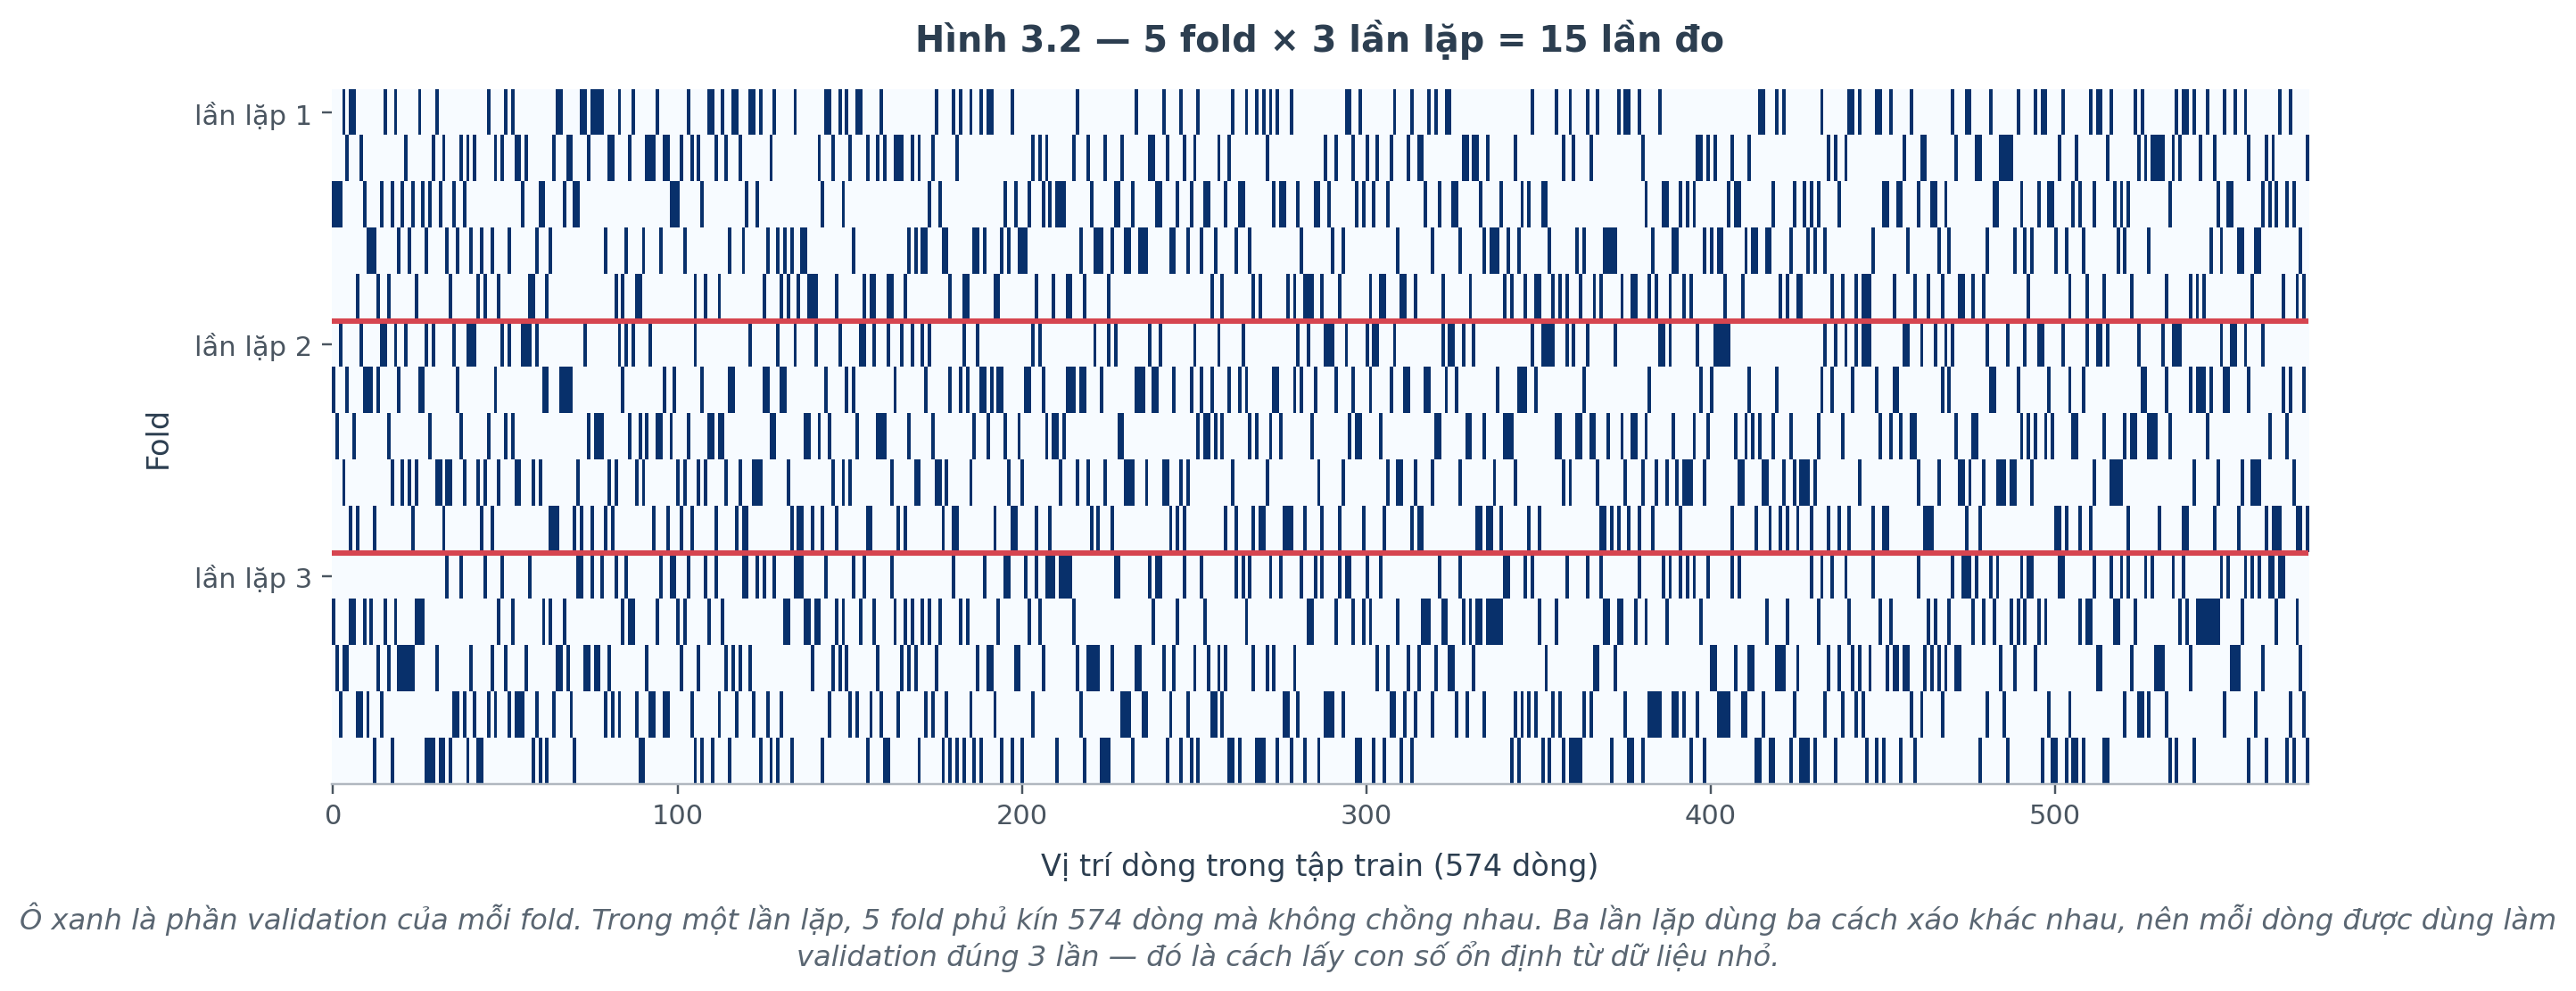 Hình 3.2 — 5 fold × 3 lần lặp = 15 lần đo
lần lặp 1
lần lặp 2
lần lặp 3
Fold
0 100 200 300 400 500
Vị trí dòng trong tập train (574 dòng)
Ô xanh là phần validation của mỗi fold. Trong một lần lặp, 5 fold phủ kín 574 dòng mà không chồng nhau. Ba lần lặp dùng ba cách xáo khác nhau, nên mỗi dòng được dùng làm
validation đúng 3 lần — đó là cách lấy con số ổn định từ dữ liệu nhỏ.